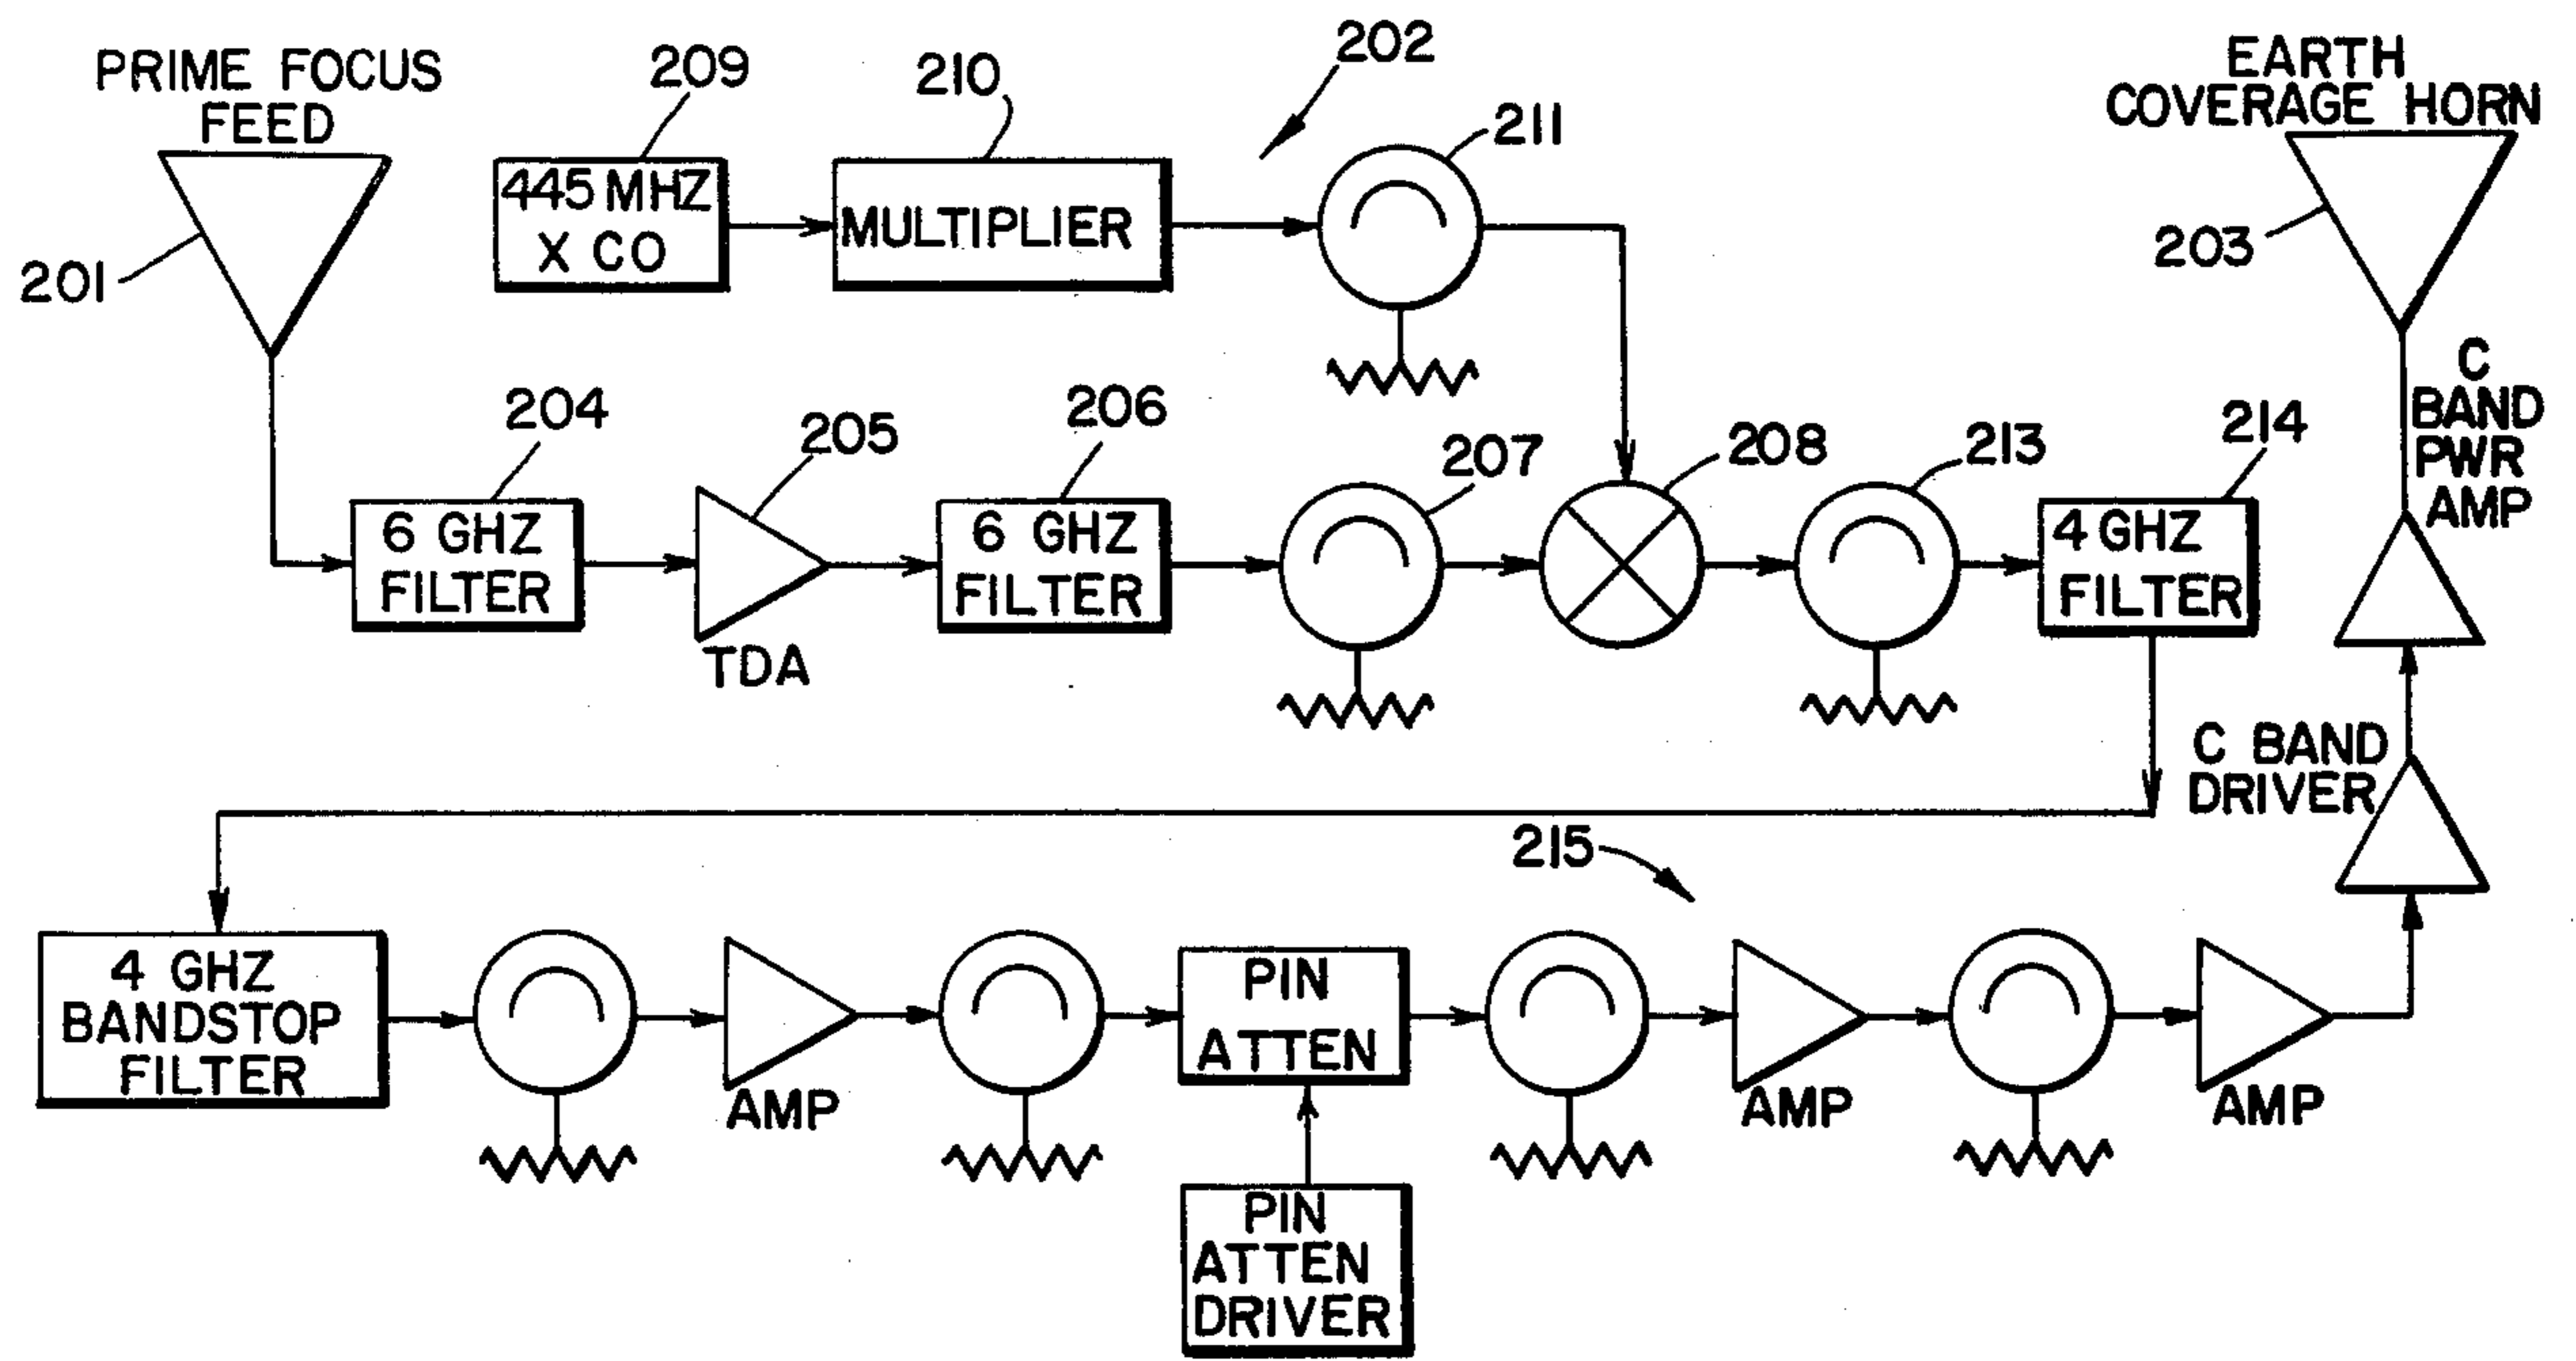 PRIME FOCUS
FEED
201
209
445 MHZ
X CO
210
MULTIPLIER
202
211
EARTH
COVERAGE HORN
203
204
6 GHZ
FILTER
205
TDA
206
6 GHZ
FILTER
207
208
213
214
4 GHZ
FILTER
C
BAND
PWR
AMP
C BAND
DRIVER
215
4 GHZ
BANDSTOP
FILTER
AMP
PIN
ATTEN
PIN
ATTEN
DRIVER
AMP
AMP